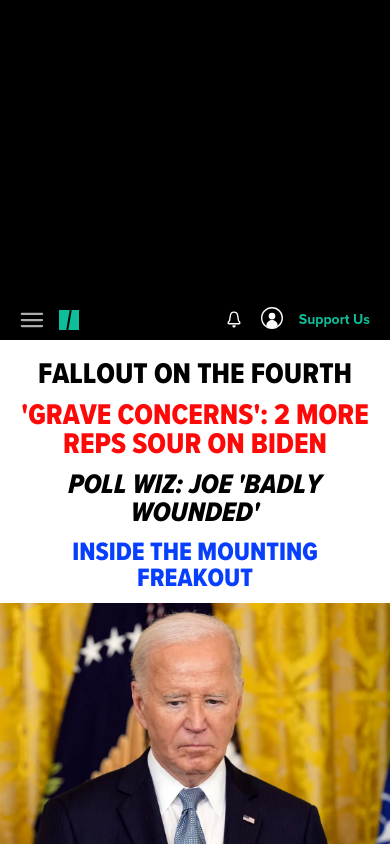 Support Us
FALLOUT ON THE FOURTH
'GRAVE CONCERNS': 2 MORE
REPS SOUR ON BIDEN
POLL WIZ: JOE 'BADLY
WOUNDED'
INSIDE THE MOUNTING
FREAKOUT